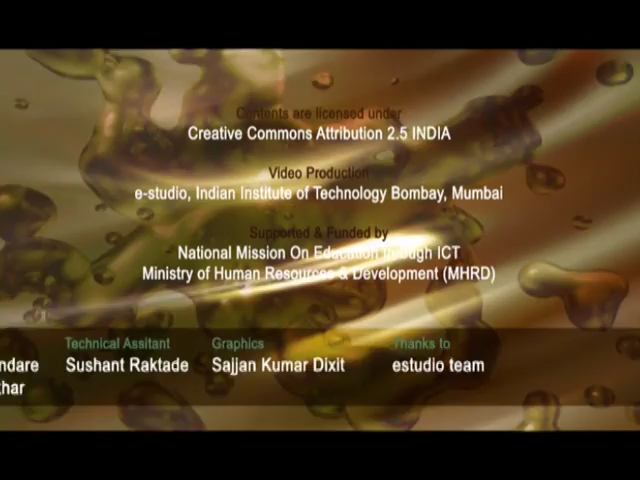 Contents are licensed under
Creative Commons Attribution 2.5 INDIA
Video Production
e-studio, Indian Institute of Technology Bombay, Mumbai
Supported & Funded by
National Mission On Education through ICT
Ministry of Human Resources & Development (MHRD)
Technical Assitant
Graphics
Thanks to
ndare
Sushant Raktade
Sajjan Kumar Dixit
estudio team
khar